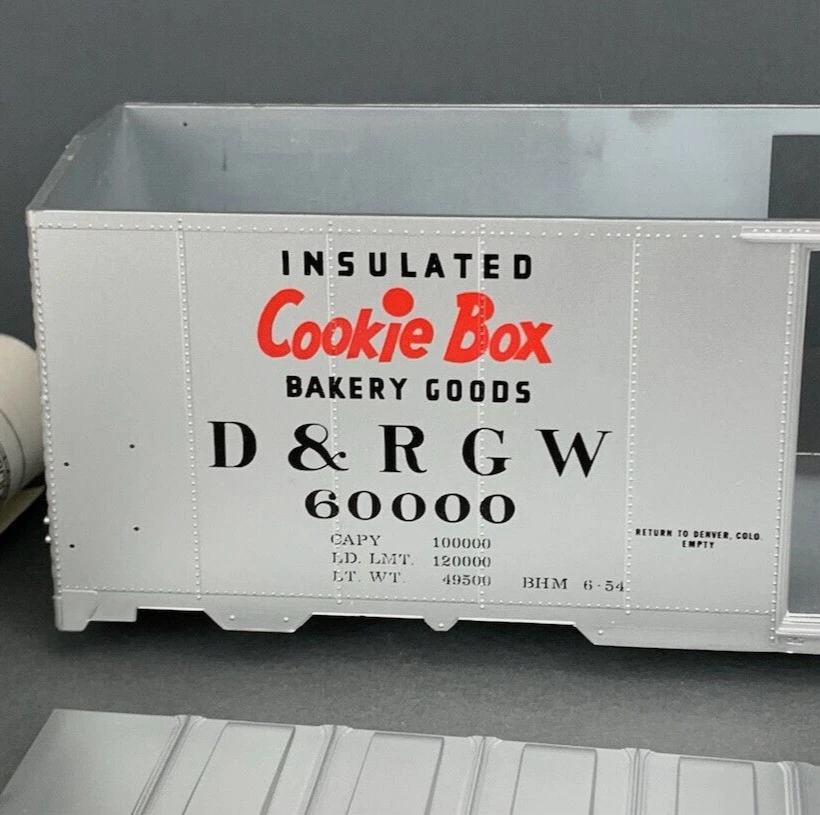 INSULATED
Cookie Box
BAKERY GOODS
D & R G W
60000
CAPY 100000
LD. LMT. 120000
LT. WT. 49500 BHM 6-54
RETURN TO DENVER, COLO.
EMPTY